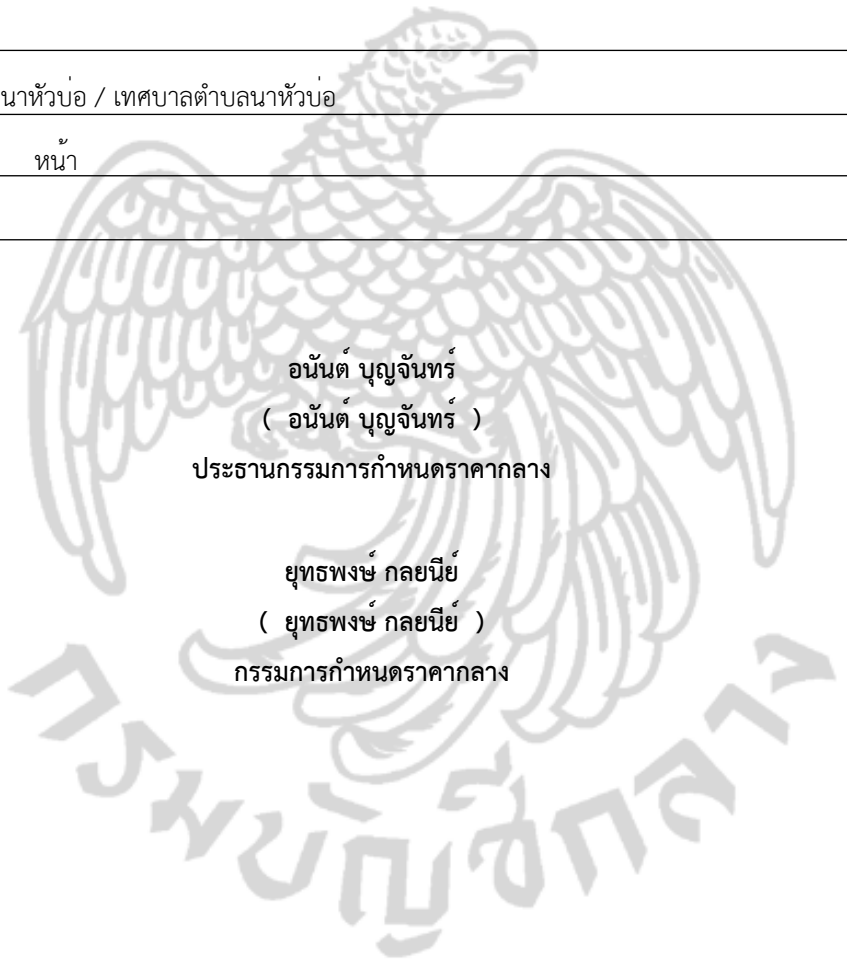 นาหัวบ่อ / เทศบาลตำบลนาหัวบ่อ
หน้า
อนันต์ บุญจันทร์
( อนันต์ บุญจันทร์ )
ประธานกรรมการกำหนดราคากลาง
ยุทธพงษ์ กลยนีย์
( ยุทธพงษ์ กลยนีย์ )
กรรมการกำหนดราคากลาง
กรมบัญชีกลาง